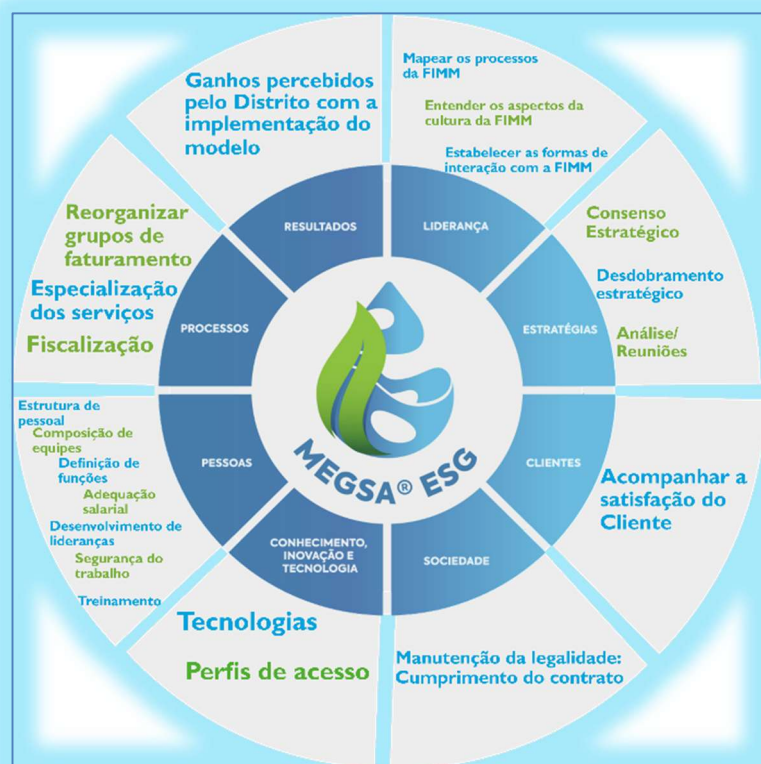 Ganhos percebidos
pelo Distrito com a
implementação do
modelo
Mapear os processos
da FIMM
Entender os aspectos da
cultura da FIMM
Estabelecer as formas de
interação com a FIMM
RESULTADOS
LIDERANÇA
Reorganizar
grupos de
faturamento
Especialização
dos serviços
Fiscalização
PROCESSOS
ESTRATÉGIAS
Consenso
Estratégico
Desdobramento
estratégico
Análise/
Reuniões
MEGSA® ESG
Estrutura de
pessoal
Composição de
equipes
Definição de
funções
Adequação
salarial
Desenvolvimento de
lideranças
Segurança do
trabalho
Treinamento
PESSOAS
CLIENTES
Acompanhar a
satisfação do
Cliente
CONHECIMENTO,
INOVAÇÃO E
TECNOLOGIA
SOCIEDADE
Tecnologias
Perfis de acesso
Manutenção da legalidade:
Cumprimento do contrato